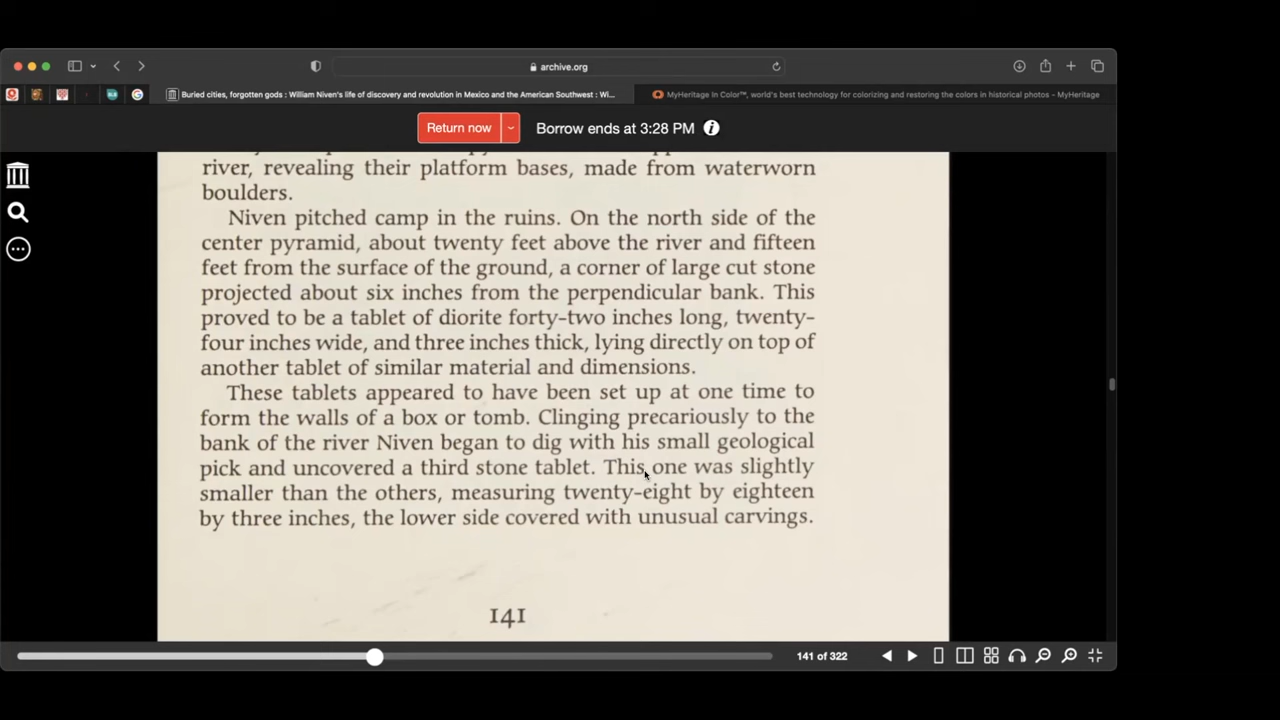 archive.org
Buried cities, forgotten gods : William Niven's life of discovery and revolution in Mexico and the American Southwest : Wi...
MyHeritage In Color™, world's best technology for colorizing and restoring the colors in historical photos - MyHeritage
Return now
Borrow ends at 3:28 PM
river, revealing their platform bases, made from waterworn
boulders.
Niven pitched camp in the ruins. On the north side of the
center pyramid, about twenty feet above the river and fifteen
feet from the surface of the ground, a corner of large cut stone
projected about six inches from the perpendicular bank. This
proved to be a tablet of diorite forty-two inches long, twenty-
four inches wide, and three inches thick, lying directly on top of
another tablet of similar material and dimensions.
These tablets appeared to have been set up at one time to
form the walls of a box or tomb. Clinging precariously to the
bank of the river Niven began to dig with his small geological
pick and uncovered a third stone tablet. This one was slightly
smaller than the others, measuring twenty-eight by eighteen
by three inches, the lower side covered with unusual carvings.
141
141 of 322